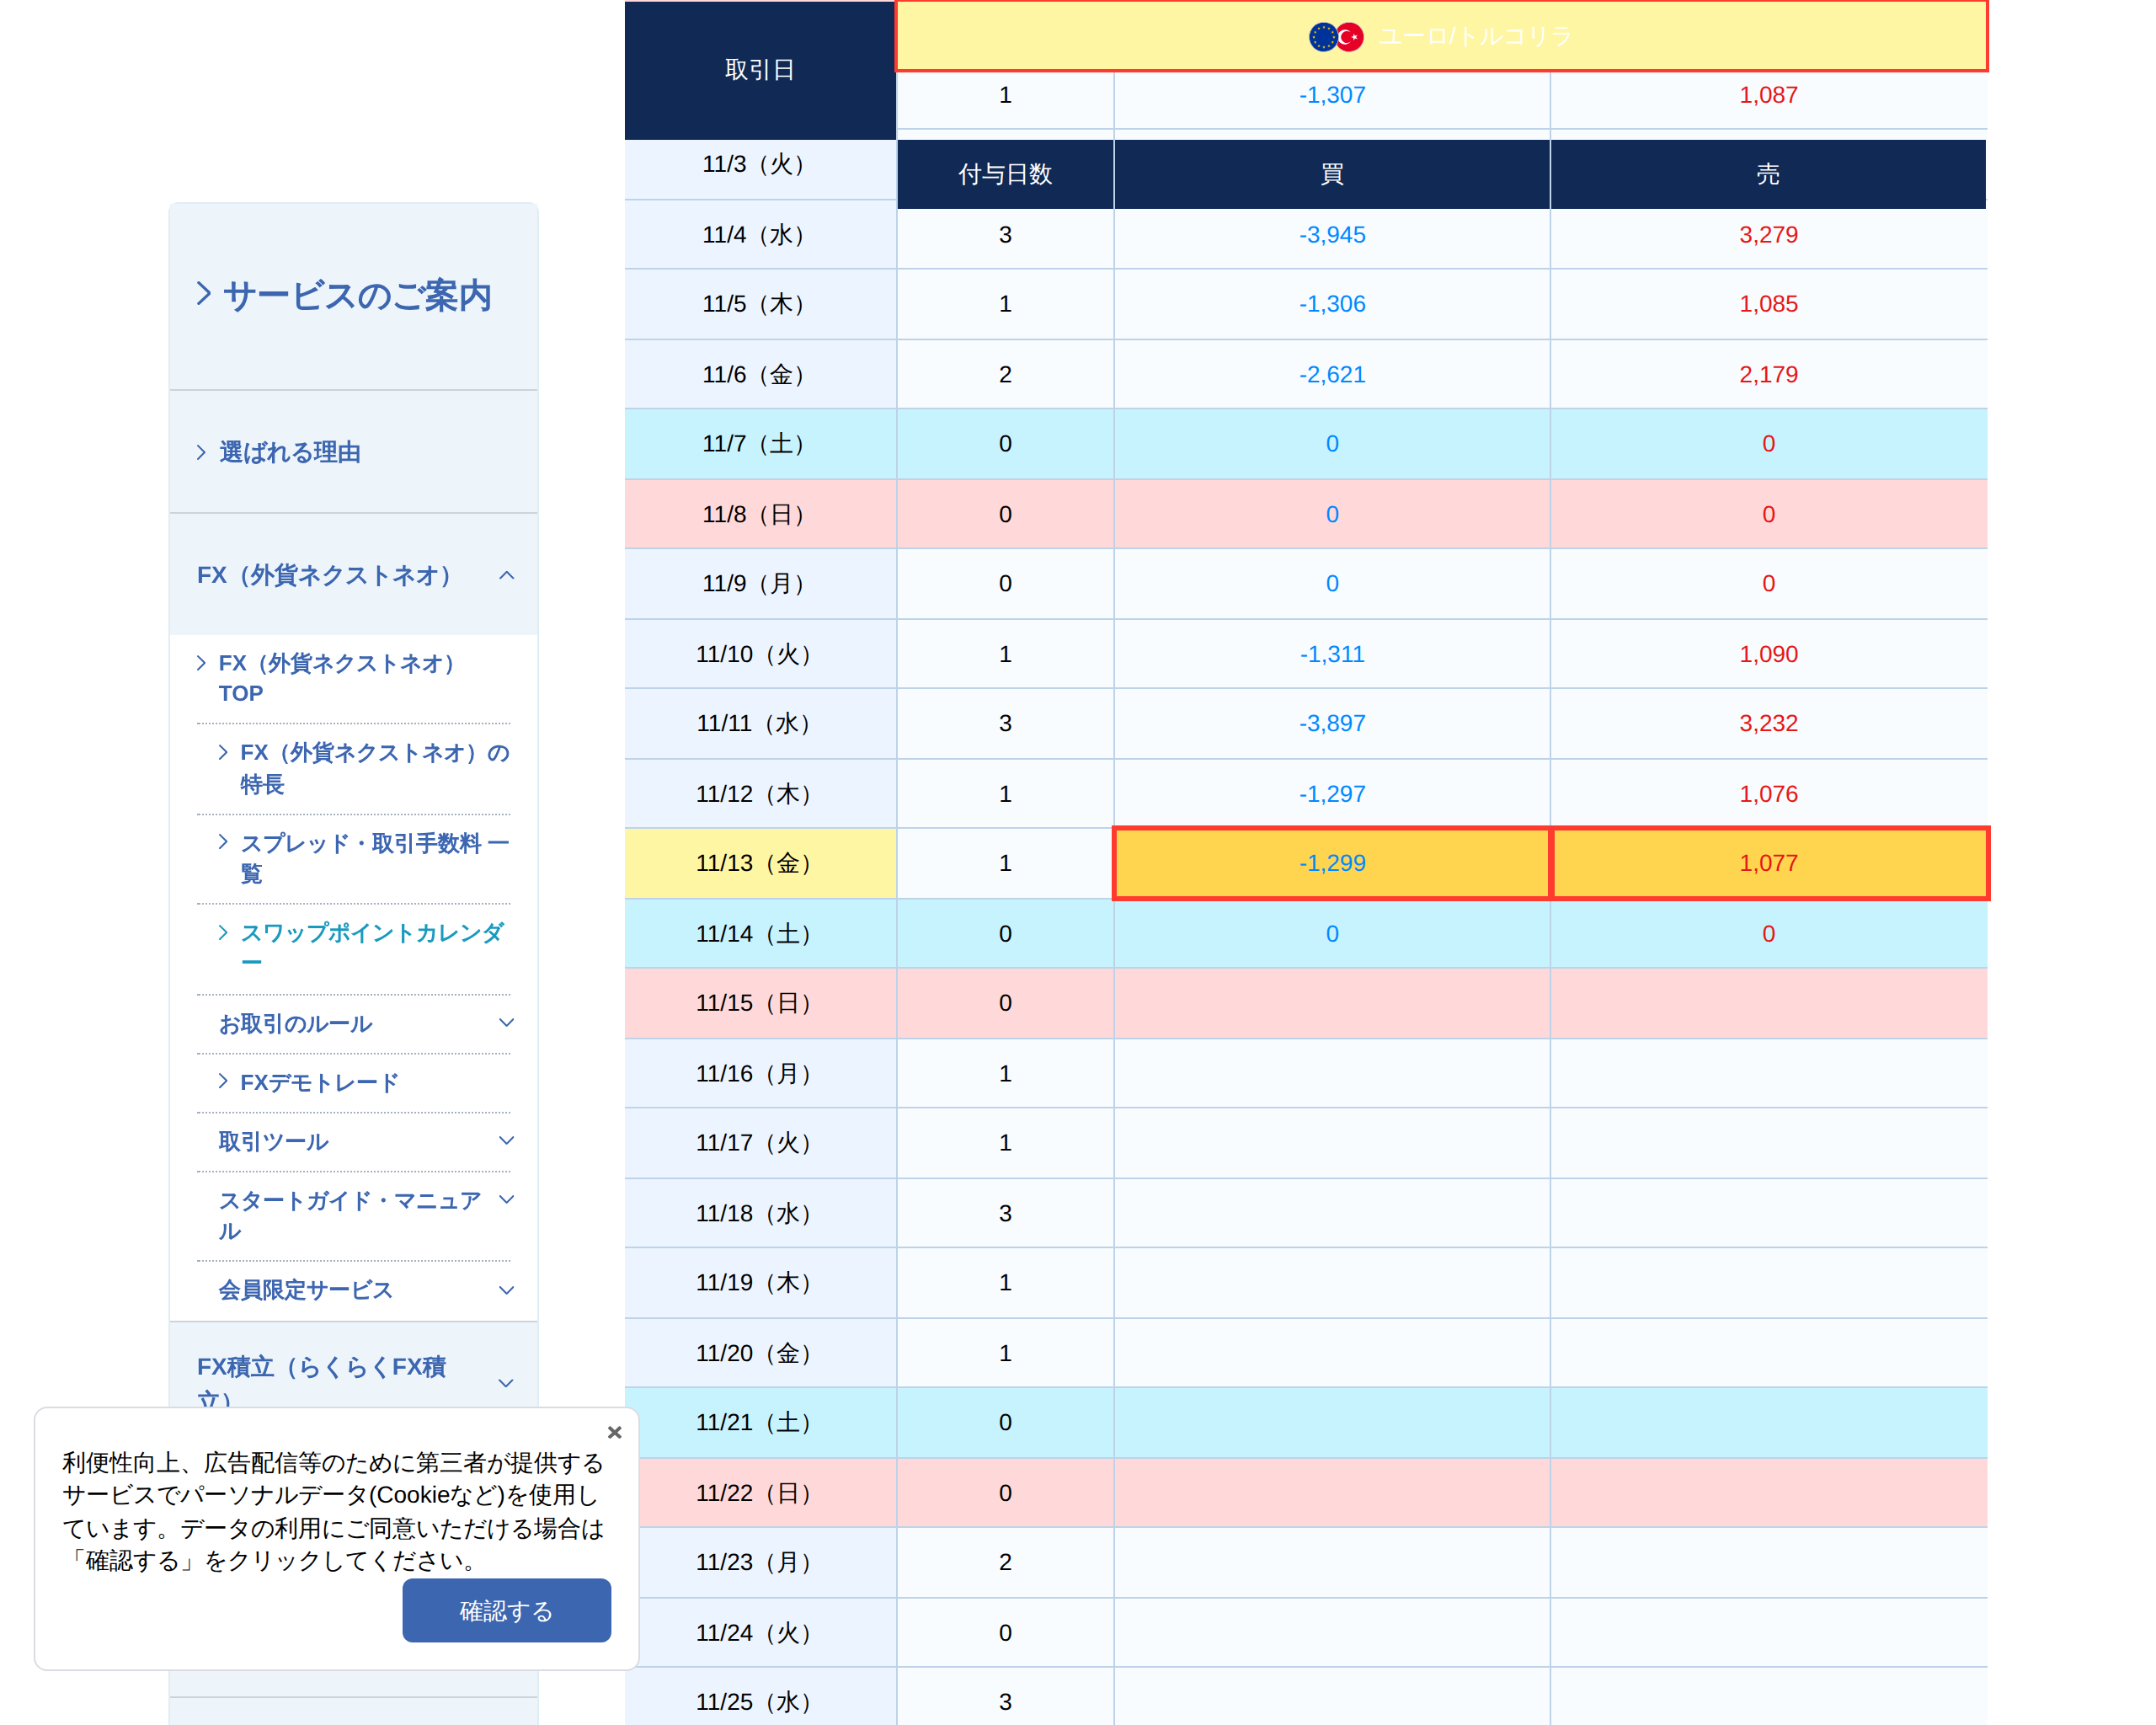 サービスのご案内
選ばれる理由
FX（外貨ネクストネオ）
FX（外貨ネクストネオ）
TOP
FX（外貨ネクストネオ）の
特長
スプレッド・取引手数料 一
覧
スワップポイントカレンダ
ー
お取引のルール
FXデモトレード
取引ツール
スタートガイド・マニュア
ル
会員限定サービス
FX積立（らくらくFX積
立）
×
利便性向上、広告配信等のために第三者が提供する
サービスでパーソナルデータ(Cookieなど)を使用し
ています。データの利用にご同意いただける場合は
「確認する」をクリックしてください。
確認する
取引日 ユーロ/トルコリラ
1 -1,307 1,087
11/3（火） 付与日数 買 売
11/4（水） 3 -3,945 3,279
11/5（木） 1 -1,306 1,085
11/6（金） 2 -2,621 2,179
11/7（土） 0 0 0
11/8（日） 0 0 0
11/9（月） 0 0 0
11/10（火） 1 -1,311 1,090
11/11（水） 3 -3,897 3,232
11/12（木） 1 -1,297 1,076
11/13（金） 1 -1,299 1,077
11/14（土） 0 0 0
11/15（日） 0
11/16（月） 1
11/17（火） 1
11/18（水） 3
11/19（木） 1
11/20（金） 1
11/21（土） 0
11/22（日） 0
11/23（月） 2
11/24（火） 0
11/25（水） 3